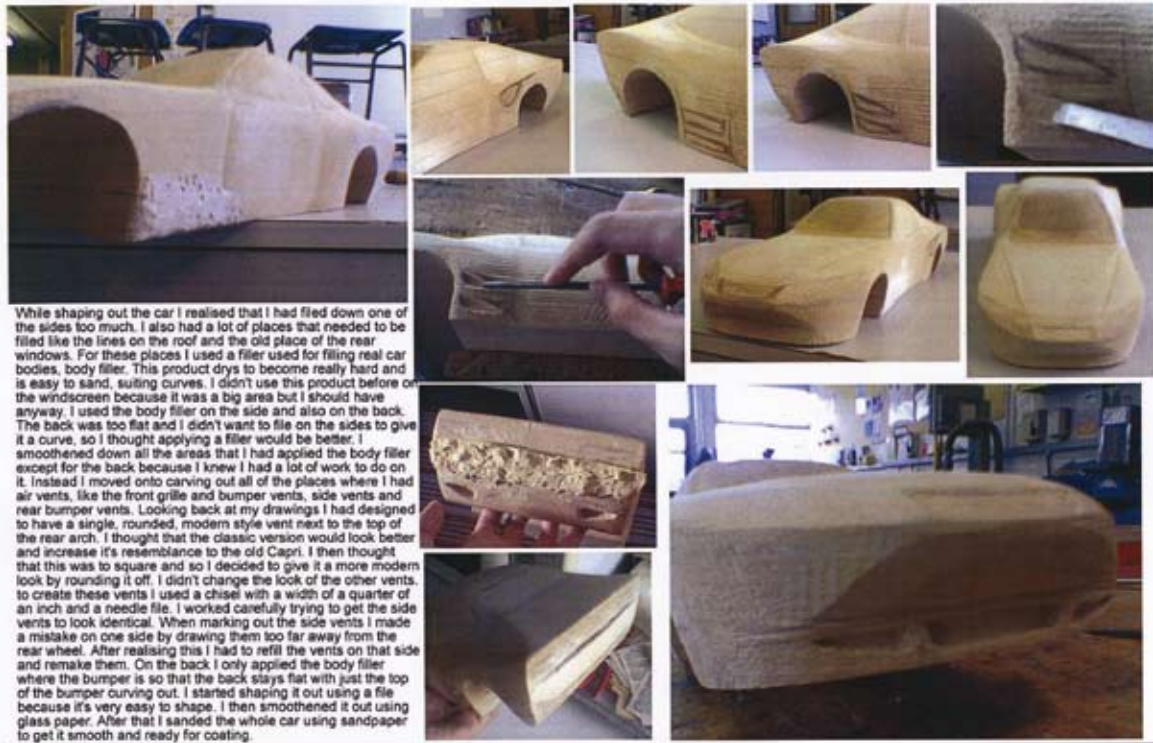 While shaping out the car I realised that I had filed down one of
the sides too much. I also had a lot of places that needed to be
filled like the lines on the roof and the old place of the rear
windows. For these places I used a filler used for filling real car
bodies, body filler. This product drys to become really hard and
is easy to sand, suiting curves. I didn't use this product before on
the windscreen because it was a big area but I should have
anyway. I used the body filler on the side and also on the back.
The back was too flat and I didn't want to file on the sides to give
it a curve, so I thought applying a filler would be better. I
smoothened down all the areas that I had applied the body filler
except for the back because I knew I had a lot of work to do on
it. Instead I moved onto carving out all of the places where I had
air vents, like the front grille and bumper vents, side vents and
rear bumper vents. Looking back at my drawings I had designed
to have a single, rounded, modern style vent next to the top of
the rear arch. I thought that the classic version would look better
and increase it's resemblance to the old Capri. I then thought
that this was to square and so I decided to give it a more modern
look by rounding it off. I didn't change the look of the other vents.
to create these vents I used a chisel with a width of a quarter of
an inch and a needle file. I worked carefully trying to get the side
vents to look identical. When marking out the side vents I made
a mistake on one side by drawing them too far away from the
rear wheel. After realising this I had to refill the vents on that side
and remake them. On the back I only applied the body filler
where the bumper is so that the back stays flat with just the top
of the bumper curving out. I started shaping it out using a file
because it's very easy to shape. I then smoothened it out using
glass paper. After that I sanded the whole car using sandpaper
to get it smooth and ready for coating.